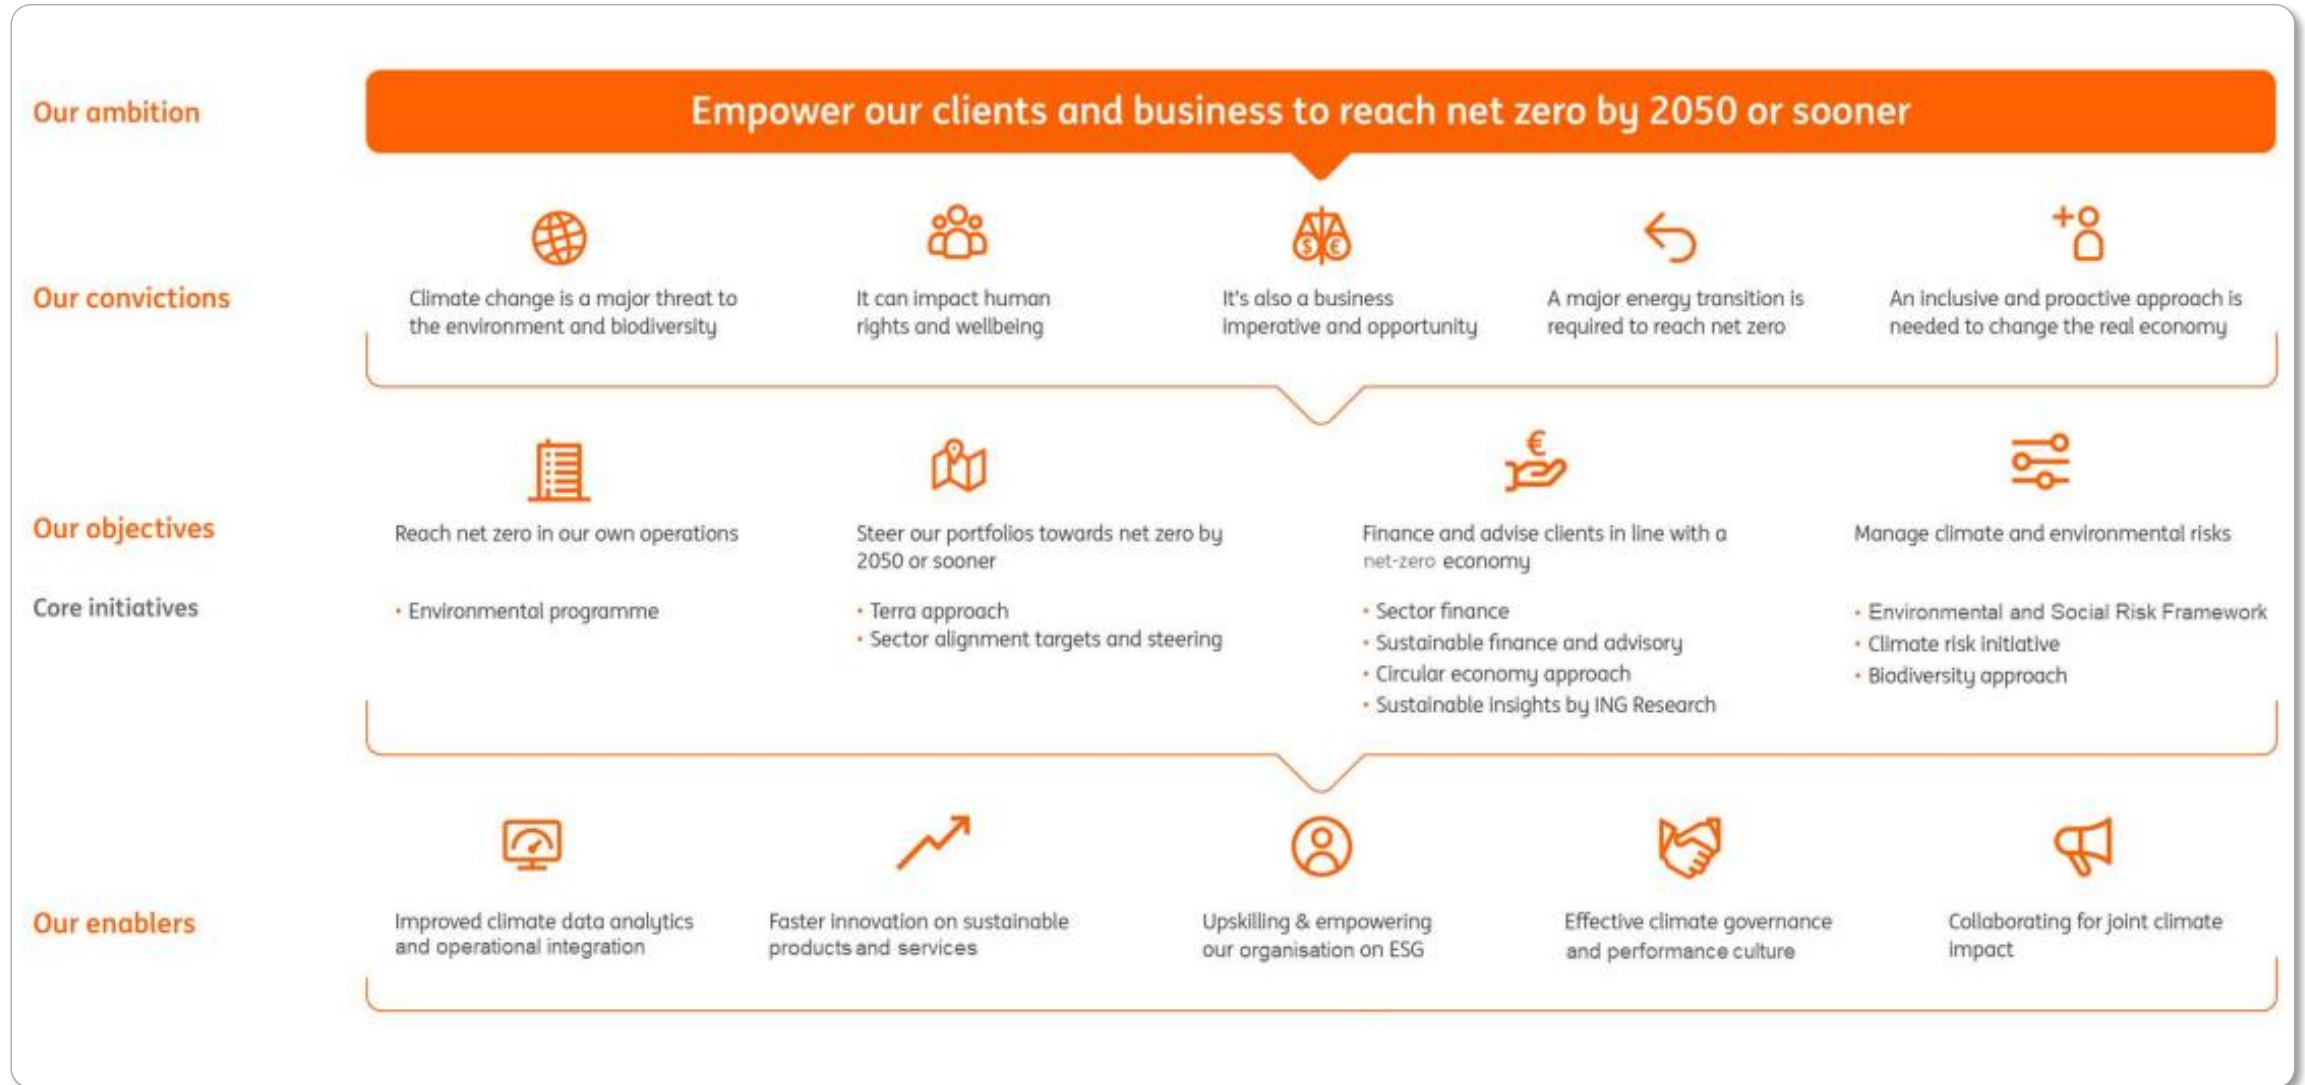 Our ambition
Empower our clients and business to reach net zero by 2050 or sooner
$ €
Our convictions
Climate change is a major threat to
the environment and biodiversity
It can impact human
rights and wellbeing
It's also a business
imperative and opportunity
A major energy transition is
required to reach net zero
An inclusive and proactive approach is
needed to change the real economy
€
Our objectives
Reach net zero in our own operations
Steer our portfolios towards net zero by
2050 or sooner
Finance and advise clients in line with a
net-zero economy
Manage climate and environmental risks
Core initiatives
• Environmental programme
• Terra approach
• Sector alignment targets and steering
• Sector finance
• Sustainable finance and advisory
• Circular economy approach
• Sustainable insights by ING Research
• Environmental and Social Risk Framework
• Climate risk initiative
• Biodiversity approach
Our enablers
Improved climate data analytics
and operational integration
Faster innovation on sustainable
products and services
Upskilling & empowering
our organisation on ESG
Effective climate governance
and performance culture
Collaborating for joint climate
impact